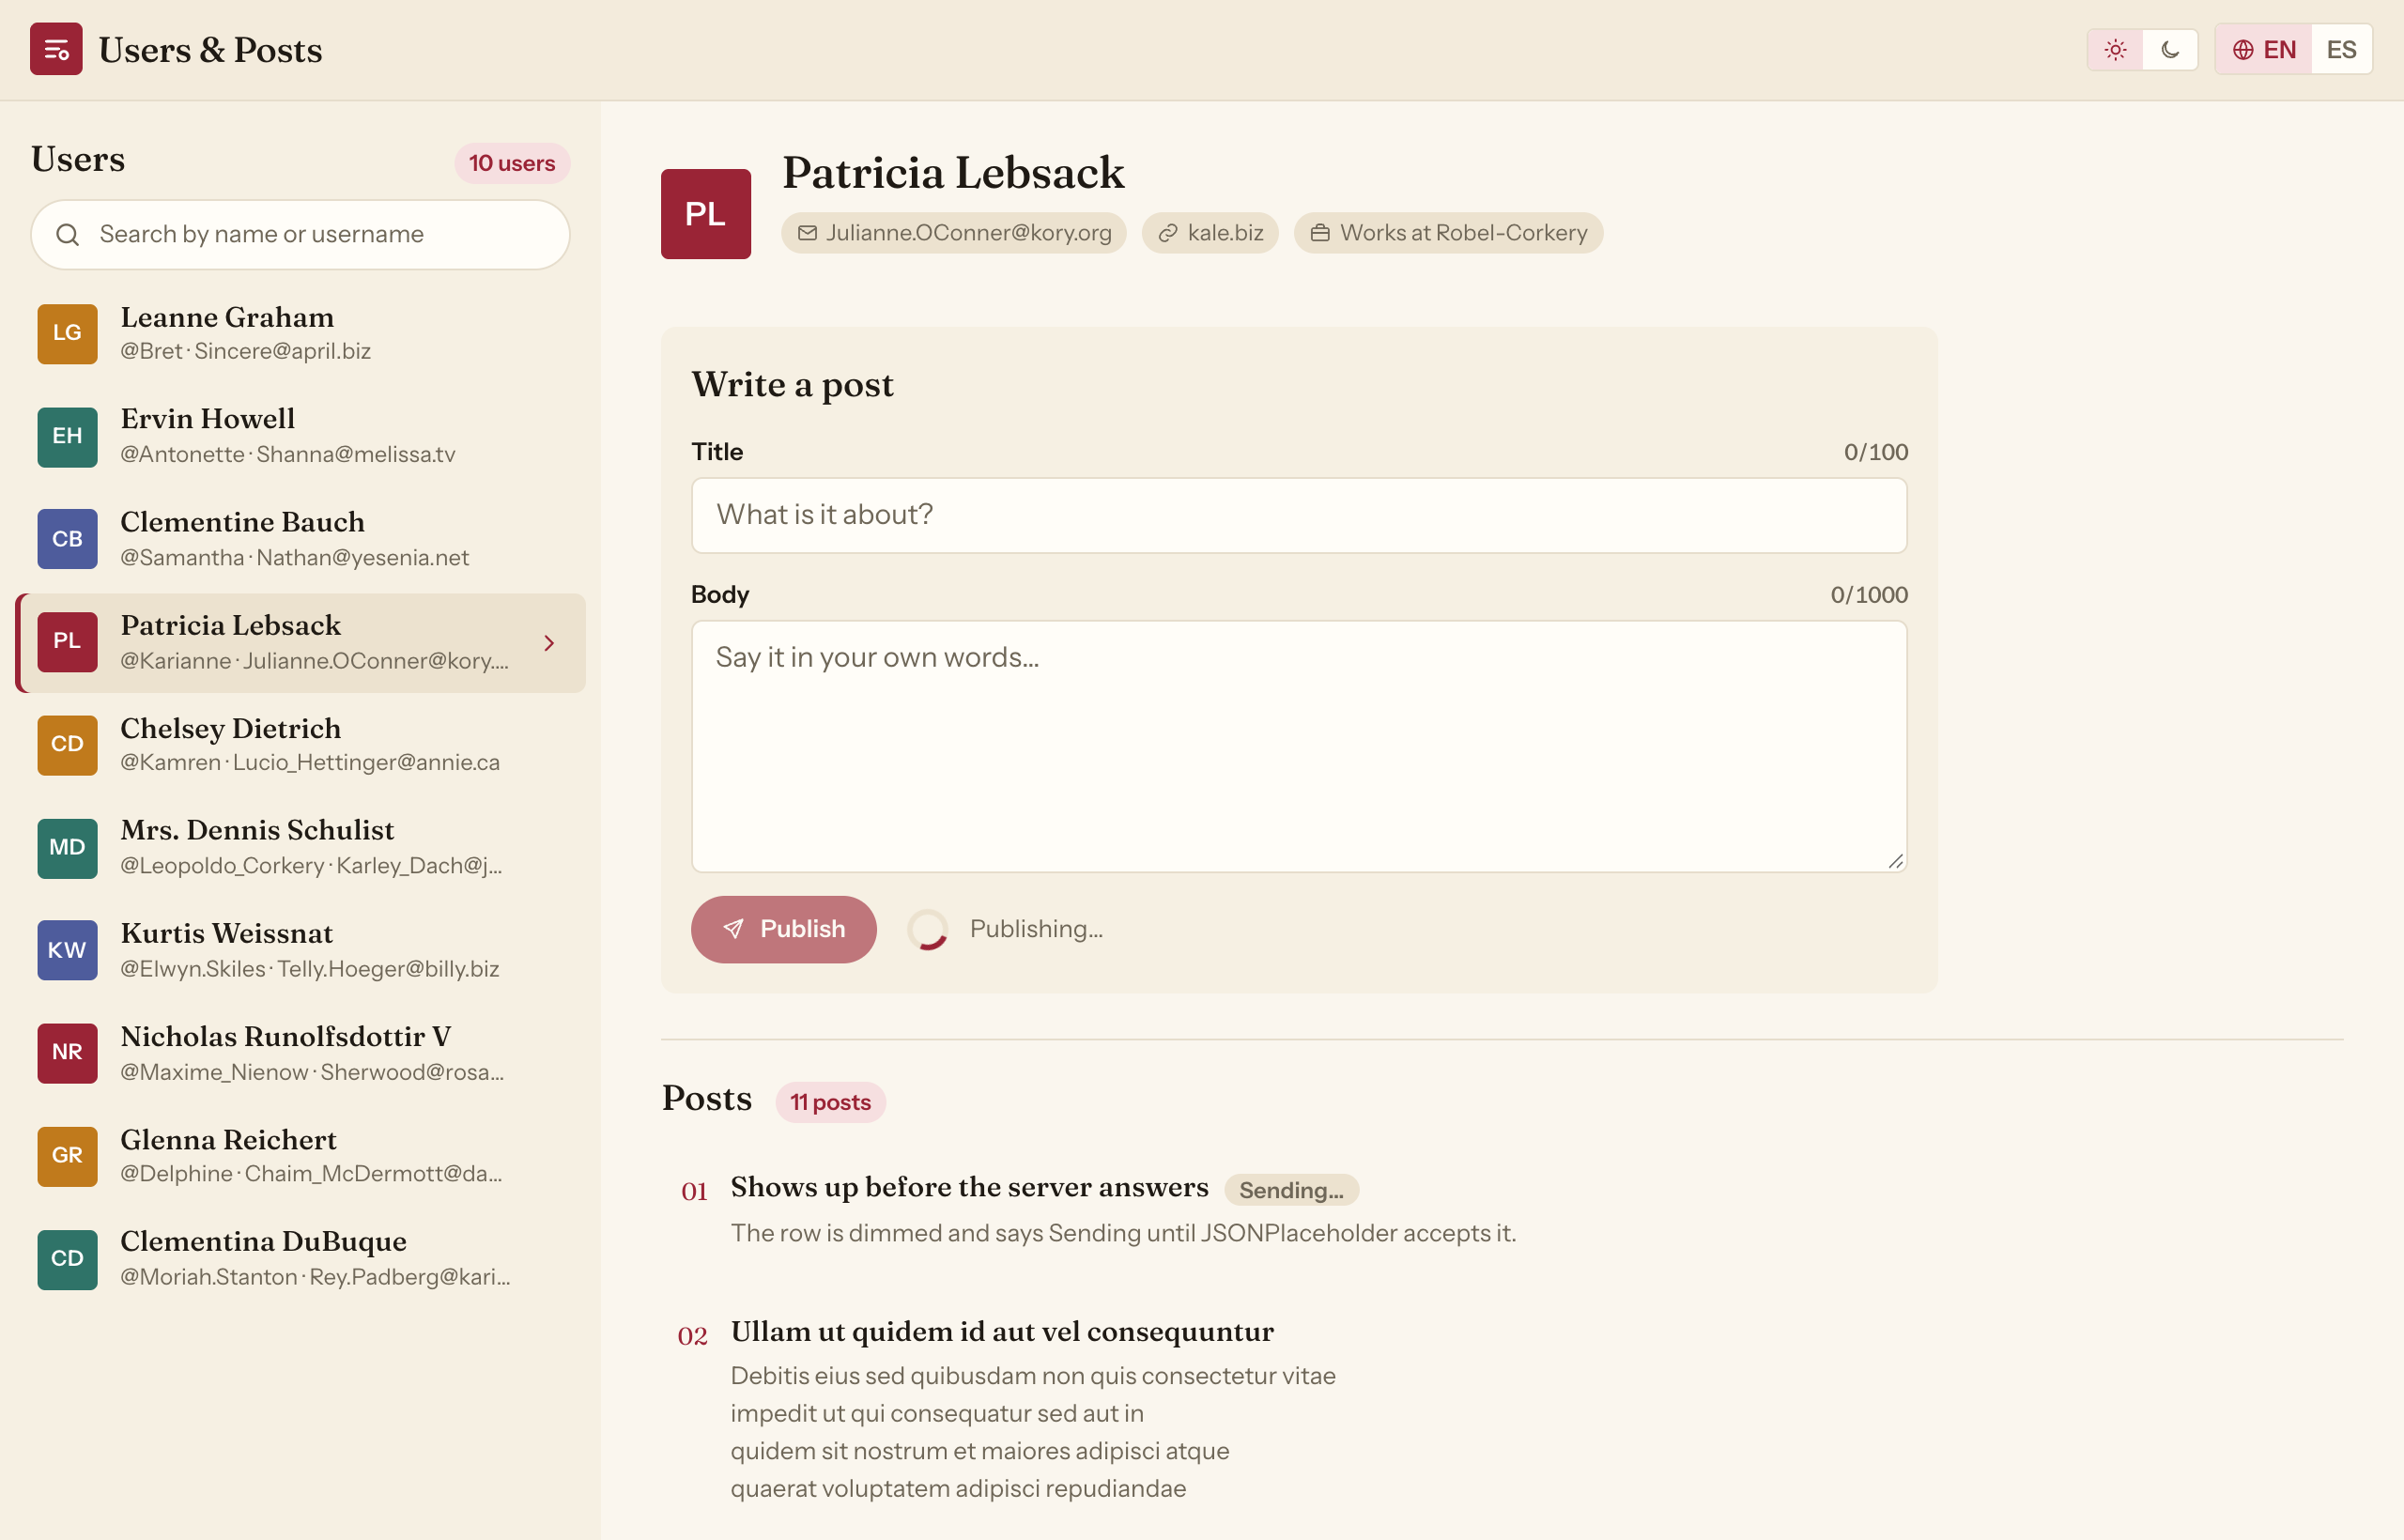 Users & Posts
EN
ES
Users
10 users
Search by name or username
LG
Leanne Graham
@Bret · Sincere@april.biz
EH
Ervin Howell
@Antonette · Shanna@melissa.tv
CB
Clementine Bauch
@Samantha · Nathan@yesenia.net
PL
Patricia Lebsack
@Karianne · Julianne.OConner@kory....
CD
Chelsey Dietrich
@Kamren · Lucio_Hettinger@annie.ca
MD
Mrs. Dennis Schulist
@Leopoldo_Corkery · Karley_Dach@j...
KW
Kurtis Weissnat
@Elwyn.Skiles · Telly.Hoeger@billy.biz
NR
Nicholas Runolfsdottir V
@Maxime_Nienow · Sherwood@rosa...
GR
Glenna Reichert
@Delphine · Chaim_McDermott@da...
CD
Clementina DuBuque
@Moriah.Stanton · Rey.Padberg@kari...
PL
Patricia Lebsack
Julianne.OConner@kory.org
kale.biz
Works at Robel-Corkery
Write a post
Title
0/100
What is it about?
Body
0/1000
Say it in your own words...
Publish
Publishing...
Posts
11 posts
01
Shows up before the server answers
Sending...
The row is dimmed and says Sending until JSONPlaceholder accepts it.
02
Ullam ut quidem id aut vel consequuntur
Debitis eius sed quibusdam non quis consectetur vitae
impedit ut qui consequatur sed aut in
quidem sit nostrum et maiores adipisci atque
quaerat voluptatem adipisci repudiandae